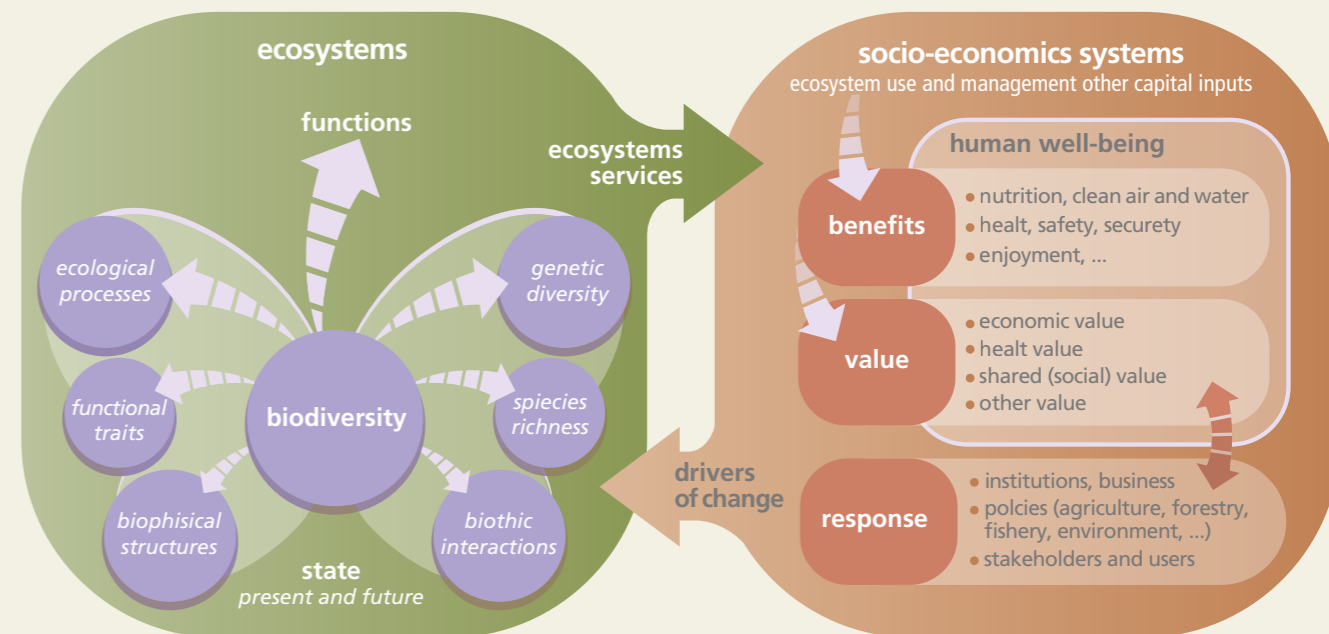 ecosystems
functions
ecosystems
services
ecological
processes
genetic
diversity
functional
traits
biodiversity
spiecies
richness
biophisical
structures
biothic
interactions
state
present and future
socio-economics systems
ecosystem use and management other capital inputs
human well-being
benefits
• nutrition, clean air and water
• healt, safety, securety
• enjoyment, ...
value
• economic value
• healt value
• shared (social) value
• other value
drivers
of change
response
• institutions, business
• polcies (agriculture, forestry,
fishery, environment, ...)
• stakeholders and users